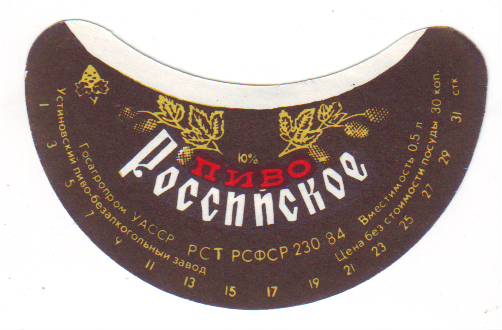 10%
ПИВО
Российское
Госагропром УАССР
Устиновский пиво-безалкогольный завод
РСТ РСФСР 230 84
Вместимость 0,5 л
Цена без стоимости посуды 30 коп.
1 3 5 7 9 11 13 15 17 19 21 23 25 27 29 31 СТК